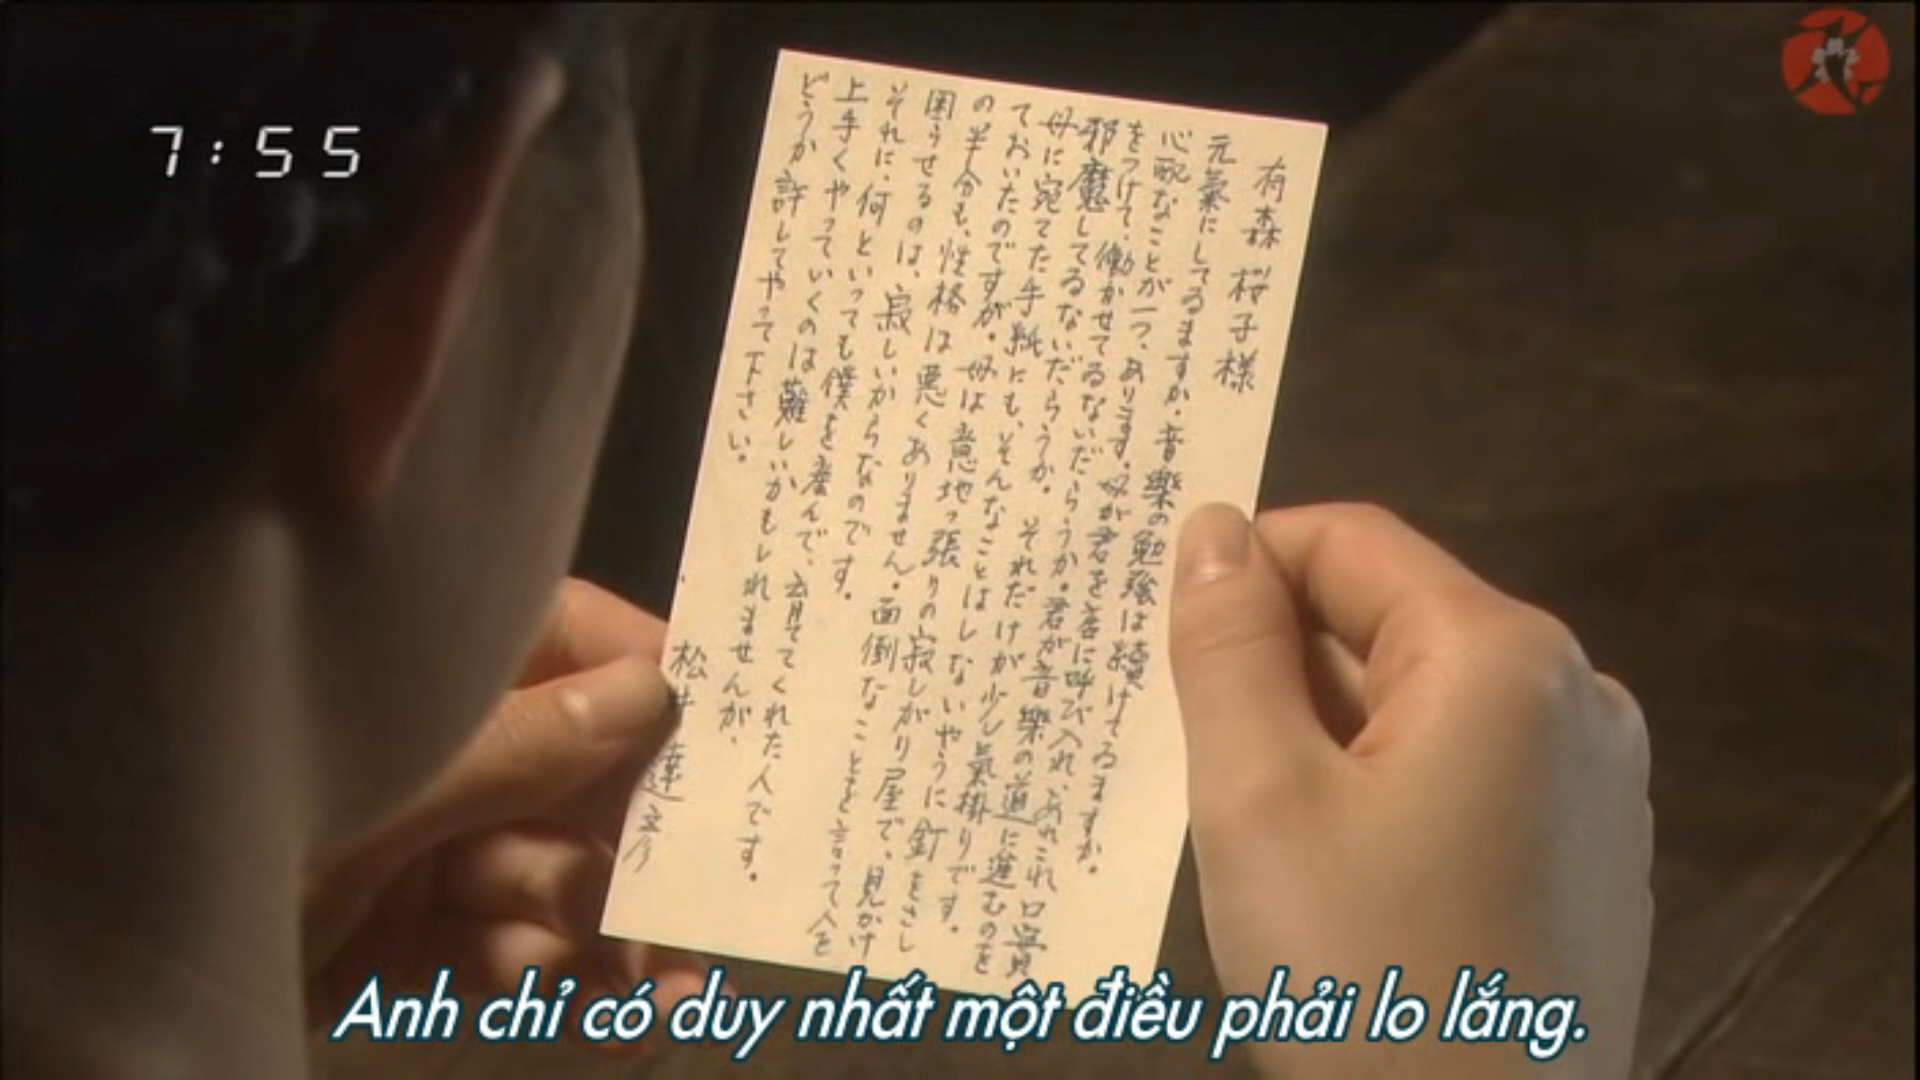 7:55
有森 桜子様
元氣にしてゐますか。音樂の勉強は續けてゐますか。
心配なことが一つ、あります。母が君を音に呼び入れ、あれこれ口實
をつけて、働かせてゐるないだらうか。君が音樂の道に進むのを
邪魔してゐるないだらうか。それだけが少し氣掛りです。
母に宛てた手紙にも、そんなことはしないやうに釘をさし
ておいたのですが。母は意地っ張りの寂しがり屋で、見かけ
の半分も、性格は悪くありません。面倒なことを言って人を
困らせるのは、寂しいからなのです。
それに、何といっても僕を産んで、育ててくれた人です。
上手くやっていくのは難しいかもしれませんが、
どうか許してやって下さい。
松井 達彦
Anh chỉ có duy nhất một điều phải lo lắng.